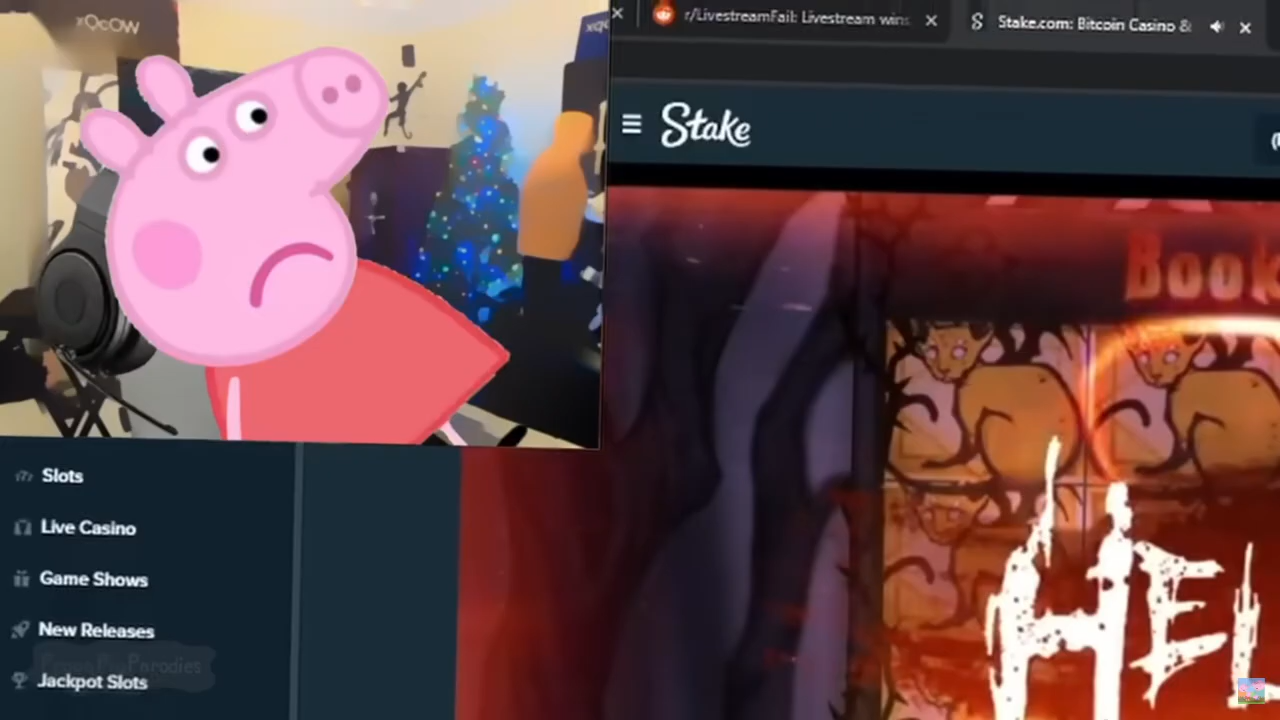 xQcOW
r/LivestreamFail: Livestream wins
Stake.com: Bitcoin Casino &
Stake
Book
HEL
Slots
Live Casino
Game Shows
New Releases
Jackpot Slots